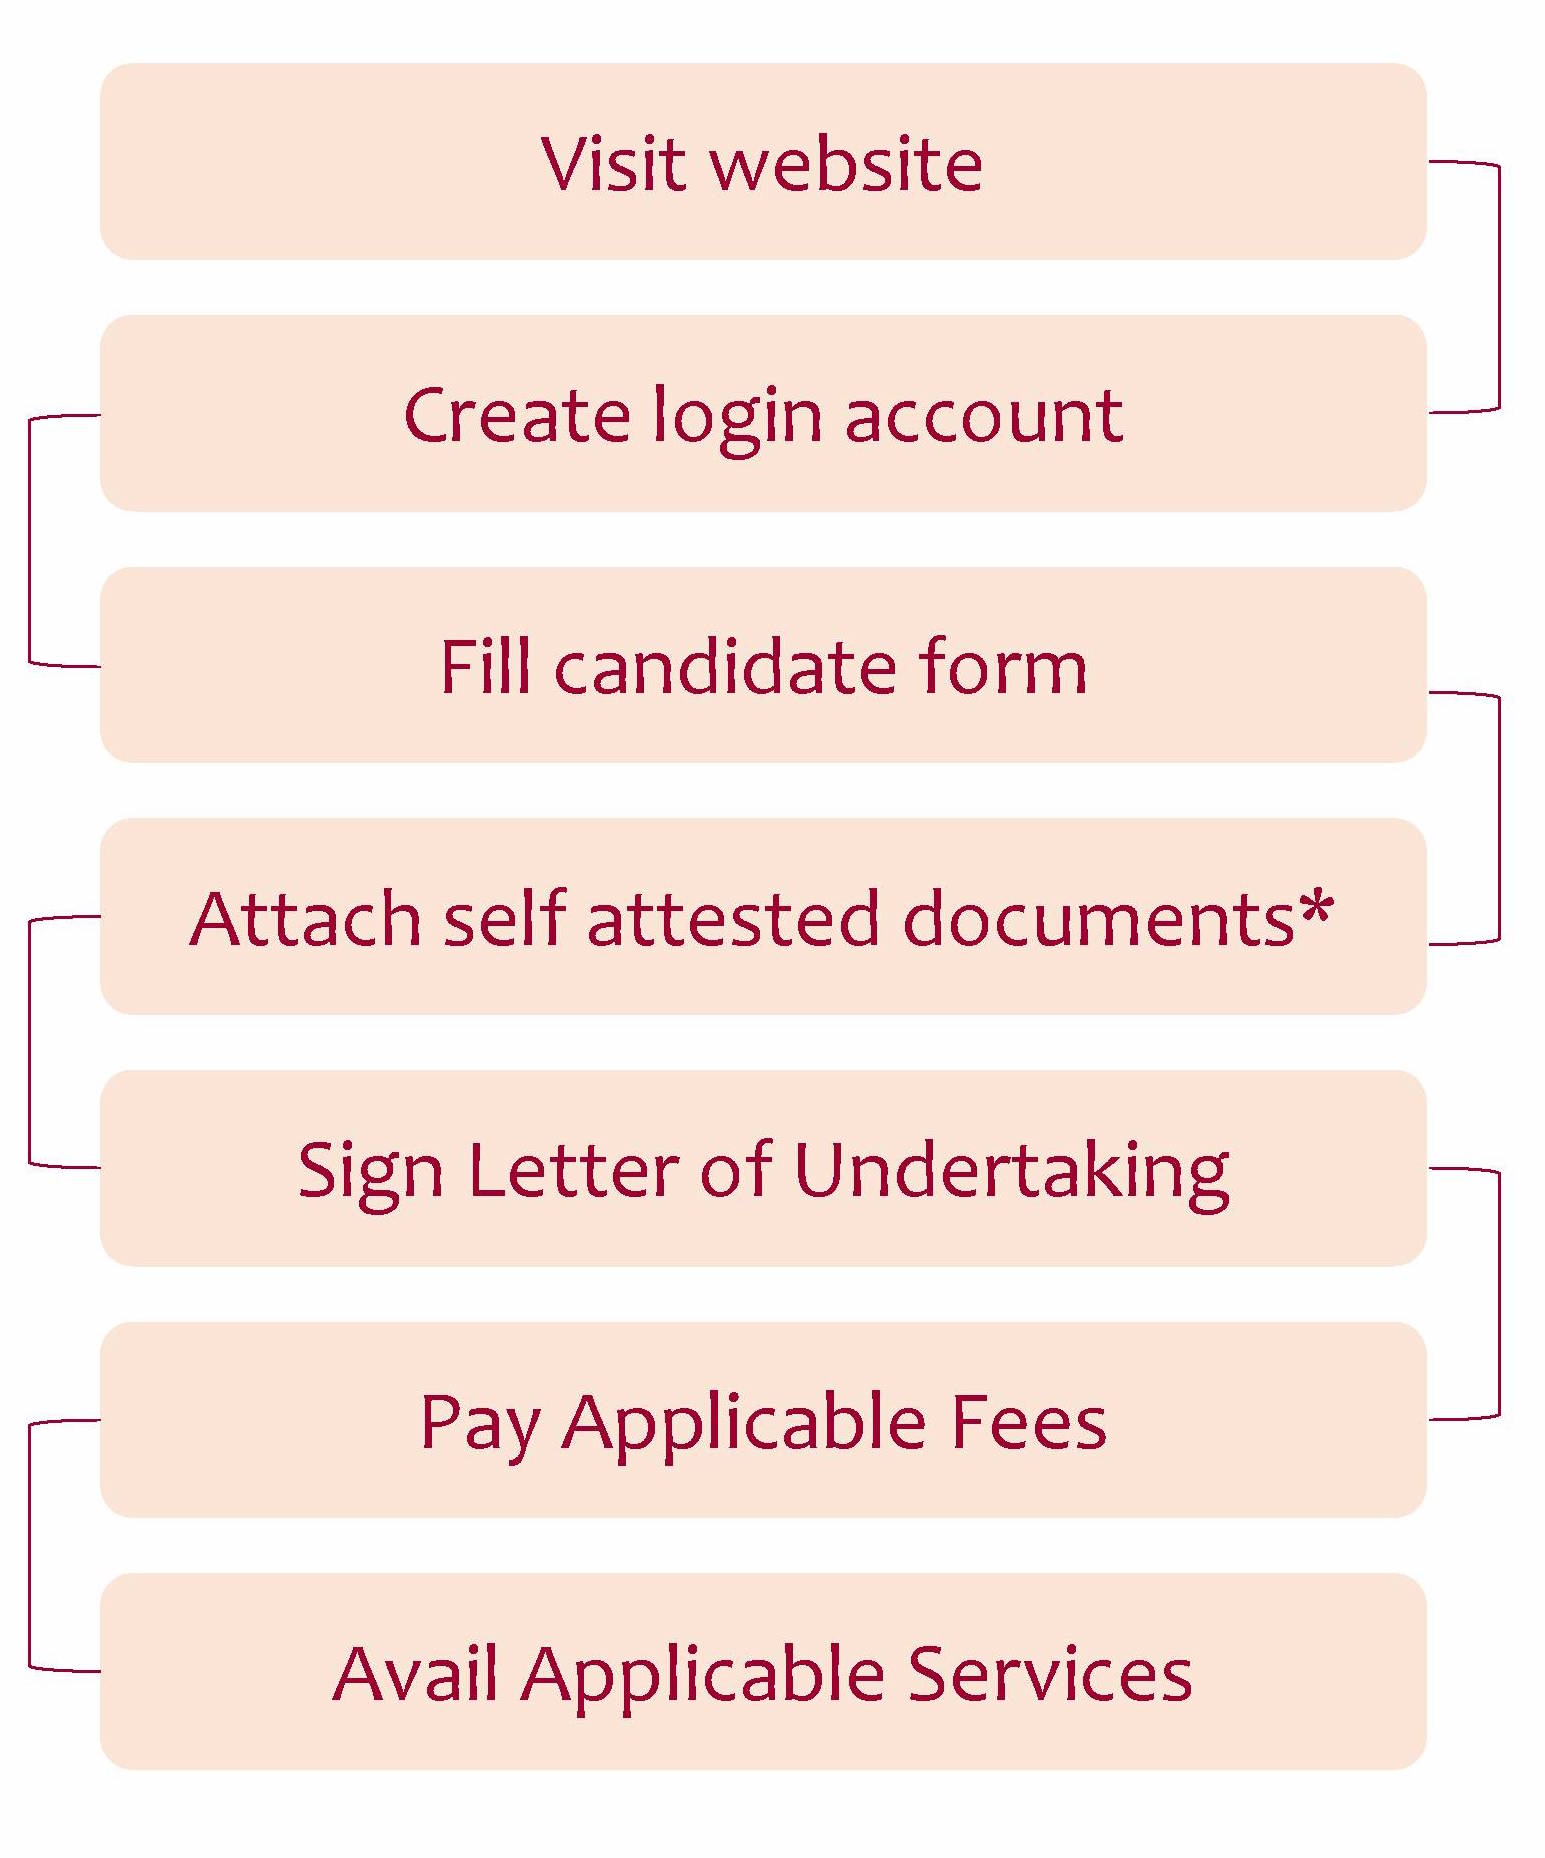 Visit website
Create login account
Fill candidate form
Attach self attested documents*
Sign Letter of Undertaking
Pay Applicable Fees
Avail Applicable Services